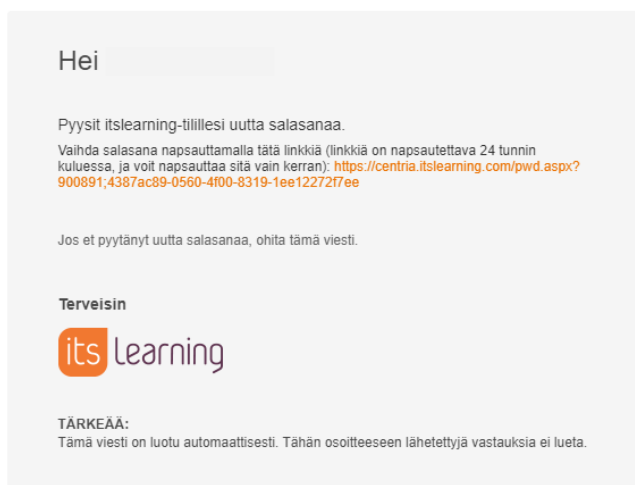 Hei
Pyysit itslearning-tilillesi uutta salasanaa.
Vaihda salasana napsauttamalla tätä linkkiä (linkkiä on napsautettava 24 tunnin
kuluessa, ja voit napsauttaa sitä vain kerran): https://centria.itslearning.com/pwd.aspx?
900891;4387ac89-0560-4f00-8319-1ee12272f7ee
Jos et pyytänyt uutta salasanaa, ohita tämä viesti.
Terveisin
its learning
TÄRKEÄÄ:
Tämä viesti on luotu automaattisesti. Tähän osoitteeseen lähetettyjä vastauksia ei lueta.